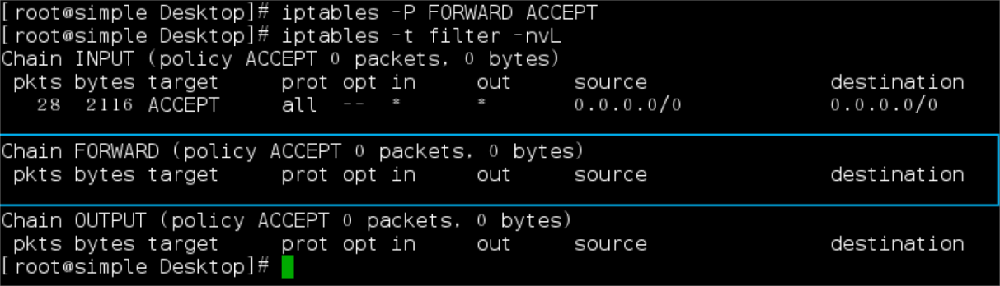 [root@simple Desktop]# iptables -P FORWARD ACCEPT
[root@simple Desktop]# iptables -t filter -nvL
Chain INPUT (policy ACCEPT 0 packets, 0 bytes)
 pkts bytes target     prot opt in     out     source               destination
   28  2116 ACCEPT     all  --  *      *       0.0.0.0/0            0.0.0.0/0
Chain FORWARD (policy ACCEPT 0 packets, 0 bytes)
 pkts bytes target     prot opt in     out     source               destination
Chain OUTPUT (policy ACCEPT 0 packets, 0 bytes)
 pkts bytes target     prot opt in     out     source               destination
[root@simple Desktop]#